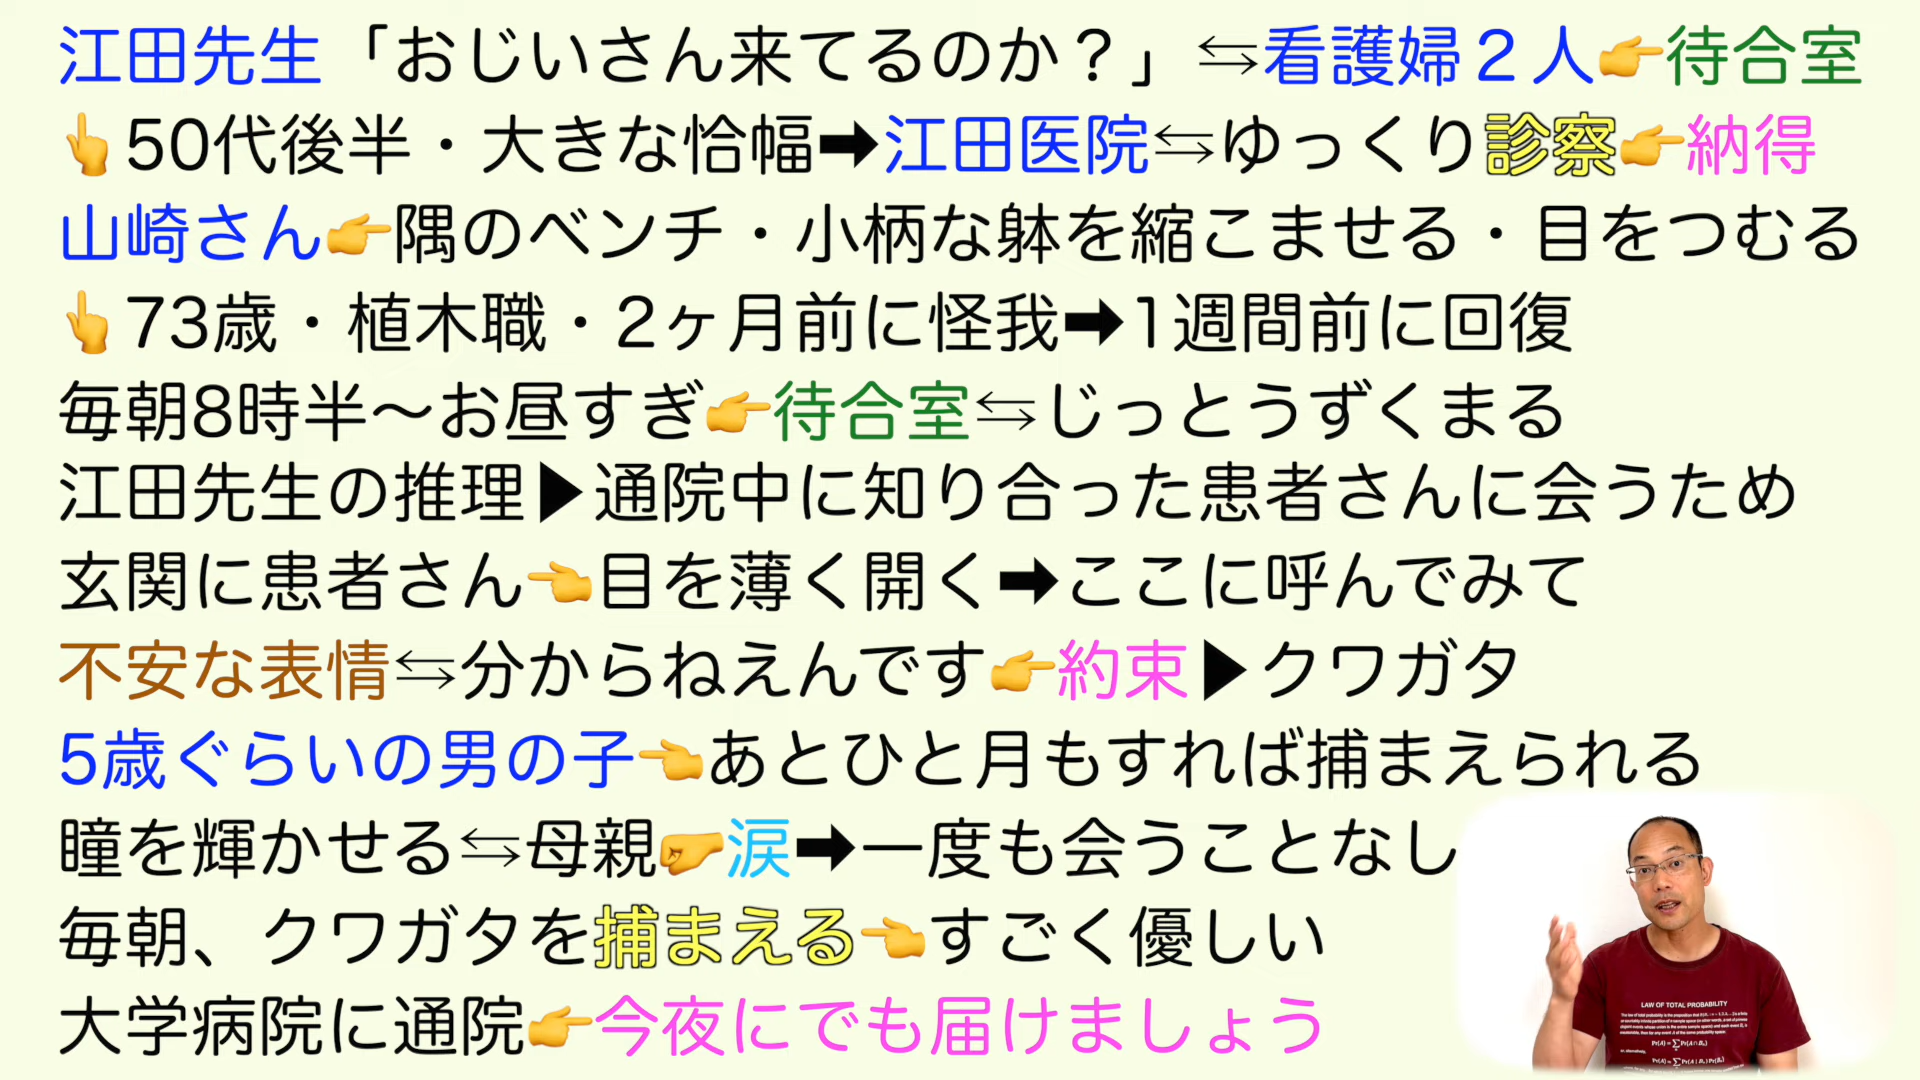 江田先生「おじいさん来てるのか？」⇆看護婦２人👉待合室
👆50代後半・大きな恰幅➡江田医院⇆ゆっくり診察👉納得
山崎さん👉隅のベンチ・小柄な躰を縮こませる・目をつむる
👆73歳・植木職・2ヶ月前に怪我➡1週間前に回復
毎朝8時半〜お昼すぎ👉待合室⇆じっとうずくまる
江田先生の推理▶通院中に知り合った患者さんに会うため
玄関に患者さん👈目を薄く開く➡ここに呼んでみて
不安な表情⇆分からねえんです👉約束▶クワガタ
5歳ぐらいの男の子👈あとひと月もすれば捕まえられる
瞳を輝かせる⇆母親🤛涙➡一度も会うことなし
毎朝、クワガタを捕まえる👈すごく優しい
大学病院に通院👉今夜にでも届けましょう
LAW OF TOTAL PROBABILITY